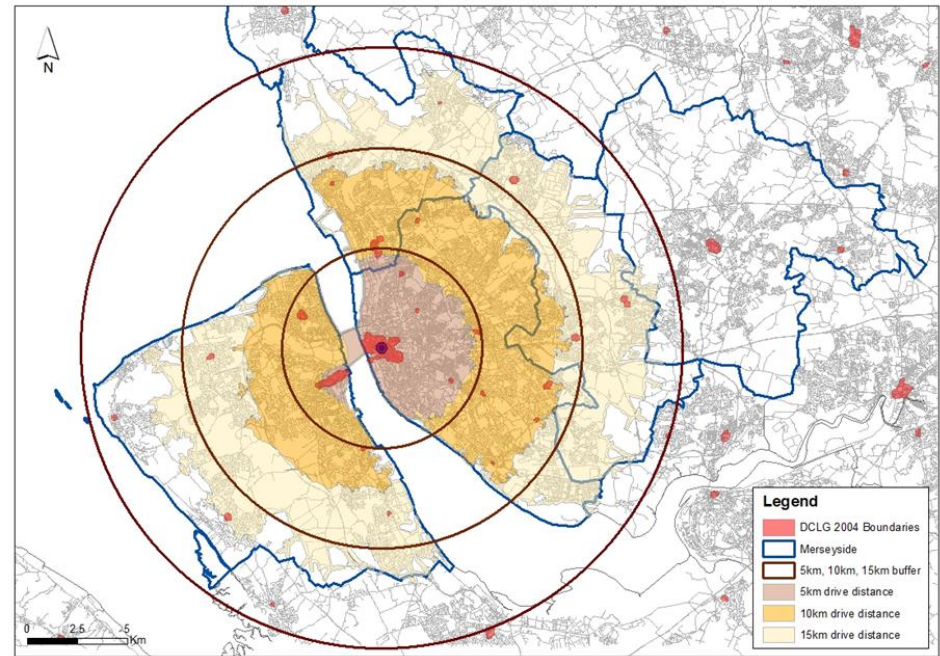 N
Legend
DCLG 2004 Boundaries
Merseyside
5km, 10km, 15km buffer
5km drive distance
10km drive distance
15km drive distance
0 2.5 5
Km